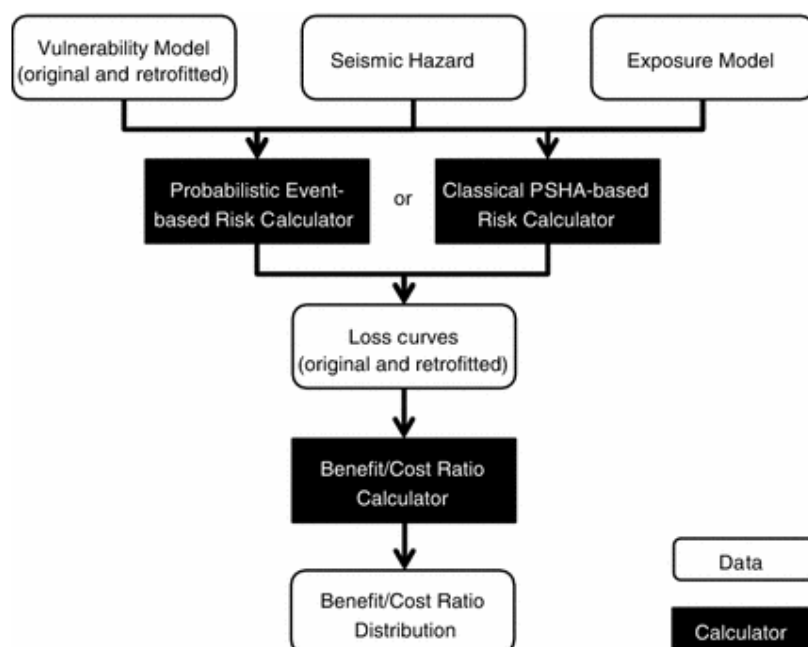 Vulnerability Model
(original and retrofitted)
Seismic Hazard
Exposure Model
Probabilistic Event-
based Risk Calculator
or
Classical PSHA-based
Risk Calculator
Loss curves
(original and retrofitted)
Benefit/Cost Ratio
Calculator
Benefit/Cost Ratio
Distribution
Data
Calculator